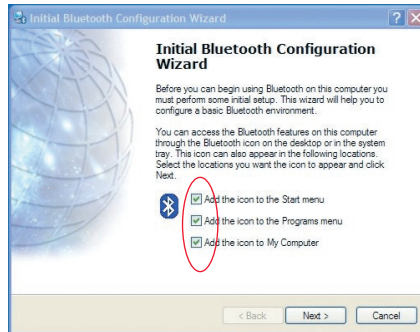 Initial Bluetooth Configuration Wizard
Initial Bluetooth Configuration
Wizard
Before you can begin using Bluetooth on this computer you
must perform some initial setup. This wizard will help you to
configure a basic Bluetooth environment.
You can access the Bluetooth features on this computer
through the Bluetooth icon on the desktop or in the system
tray. This icon can also appear in the following locations.
Select the locations you want the icon to appear and click
Next.
Add the icon to the Start menu
Add the icon to the Programs menu
Add the icon to My Computer
< Back Next > Cancel